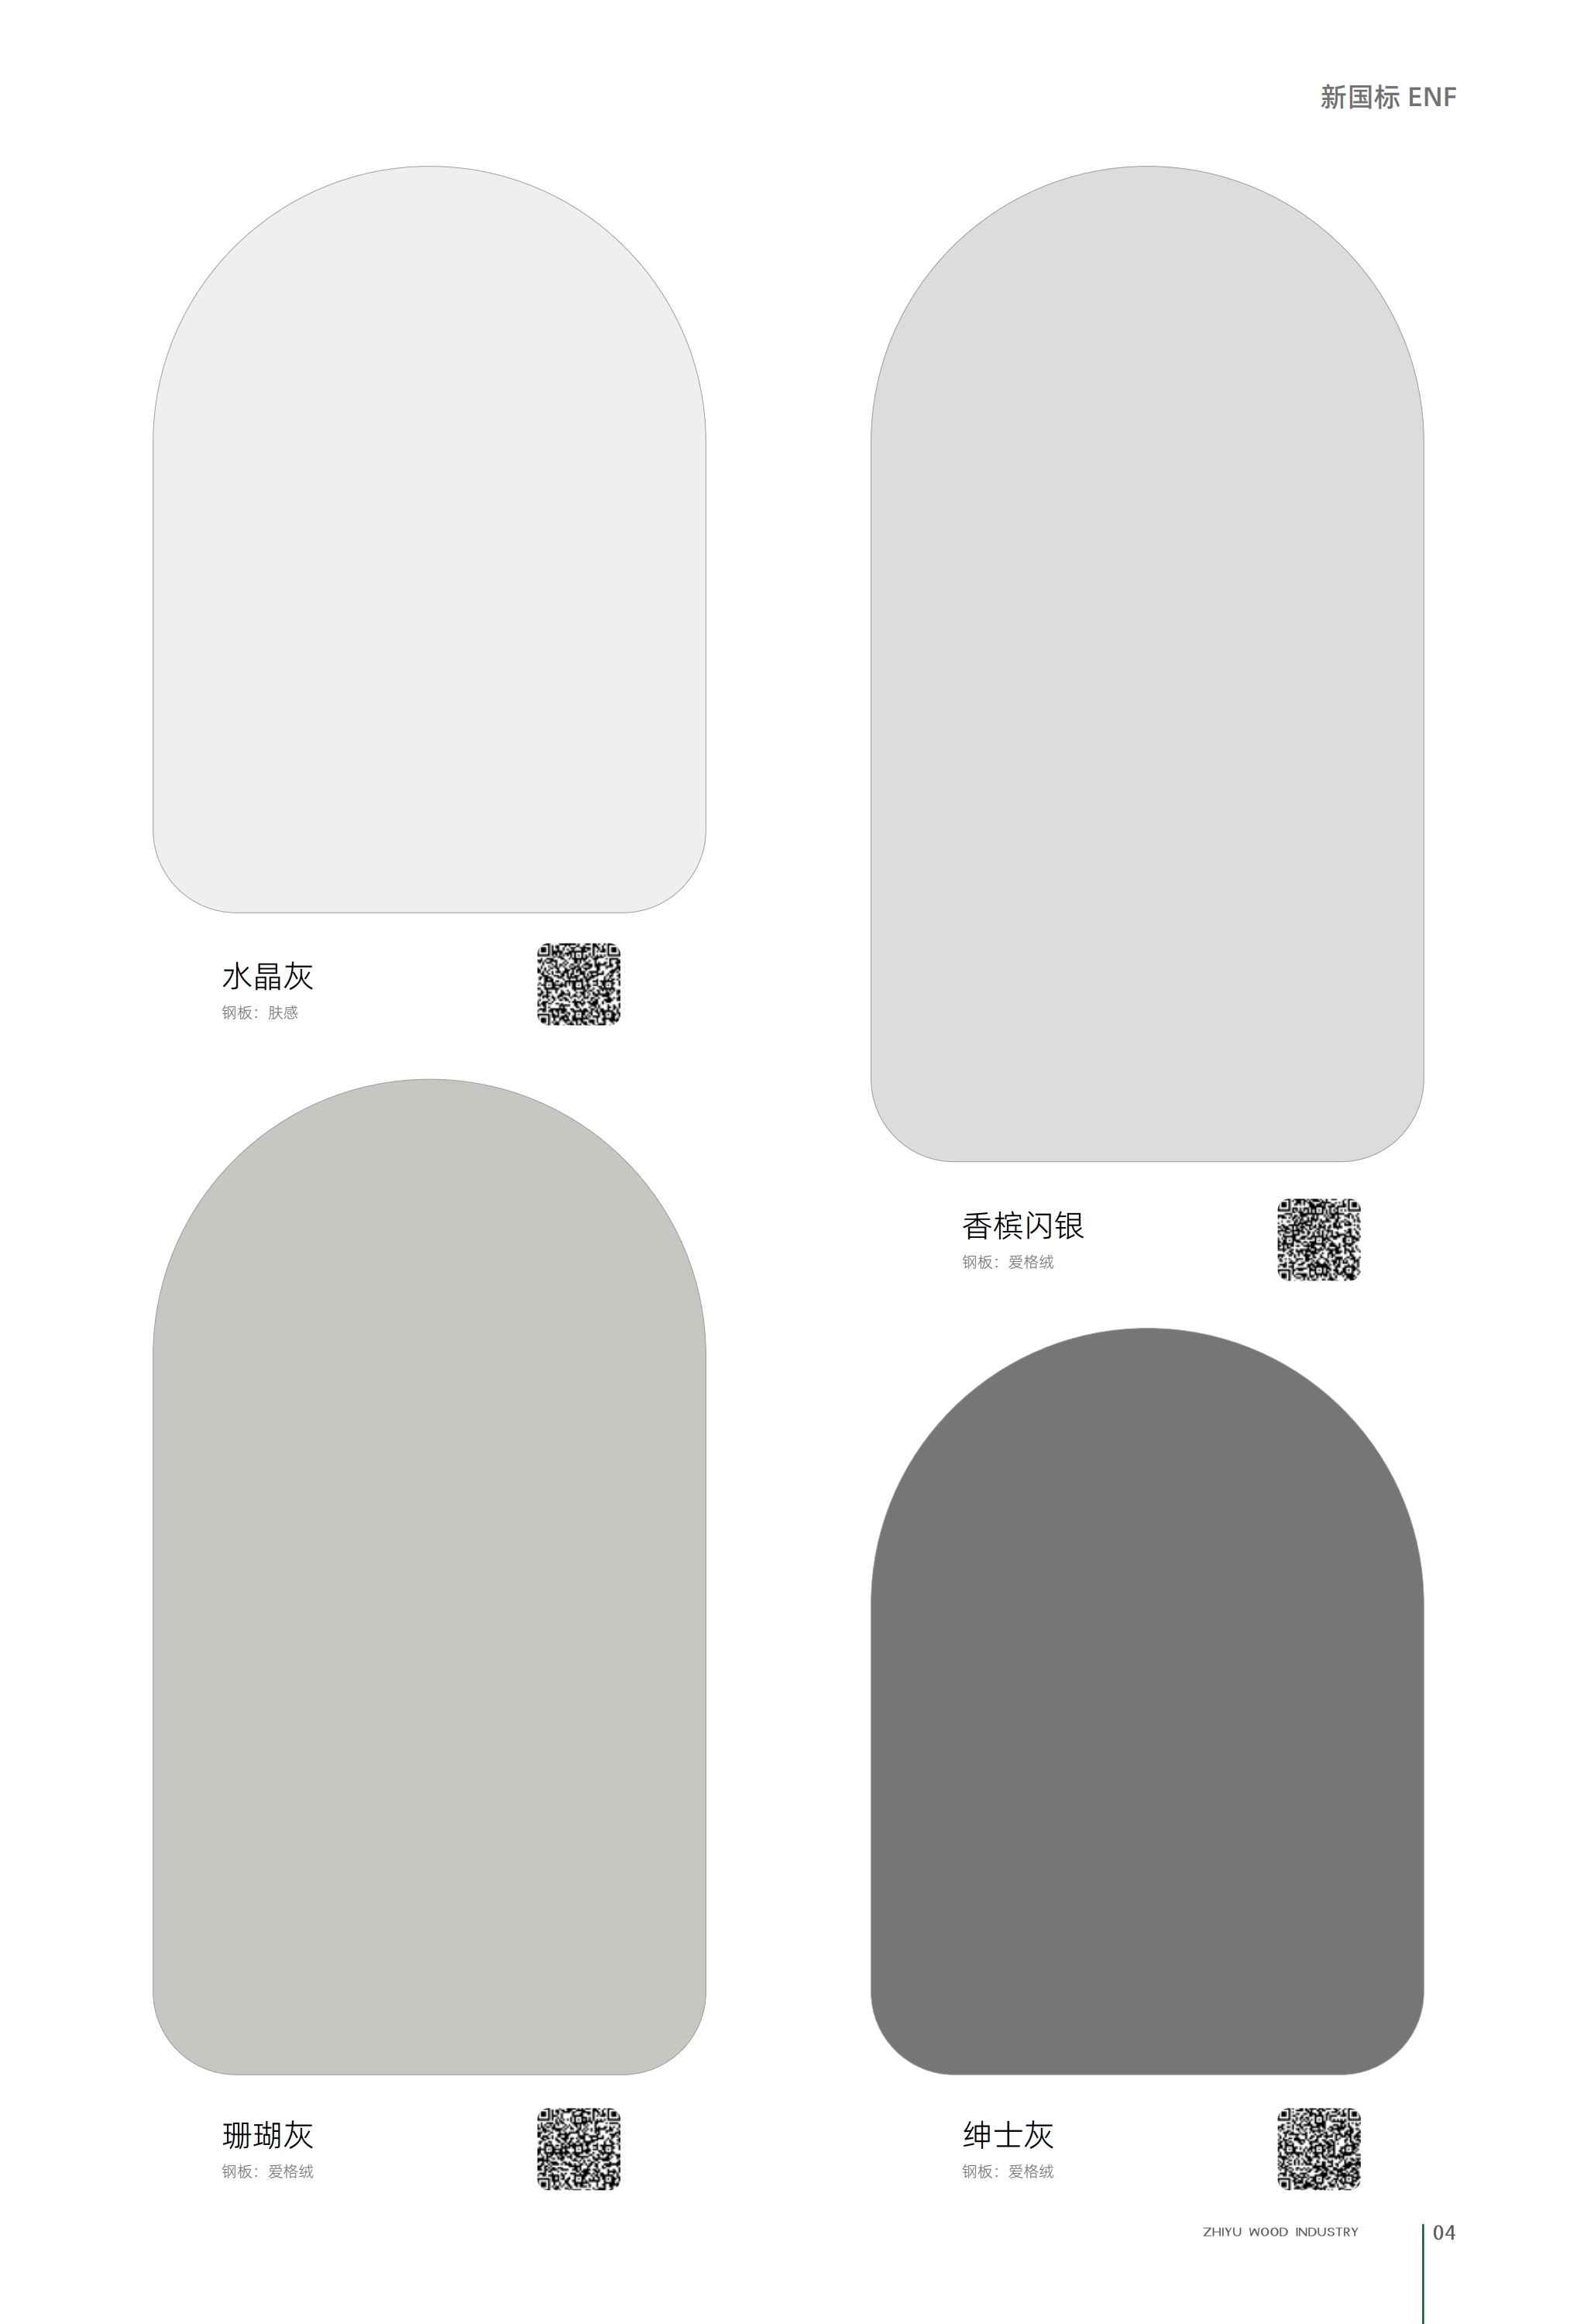 新国标 ENF
水晶灰
钢板：肤感
香槟闪银
钢板：爱格绒
珊瑚灰
钢板：爱格绒
绅士灰
钢板：爱格绒
ZHIYU WOOD INDUSTRY
04